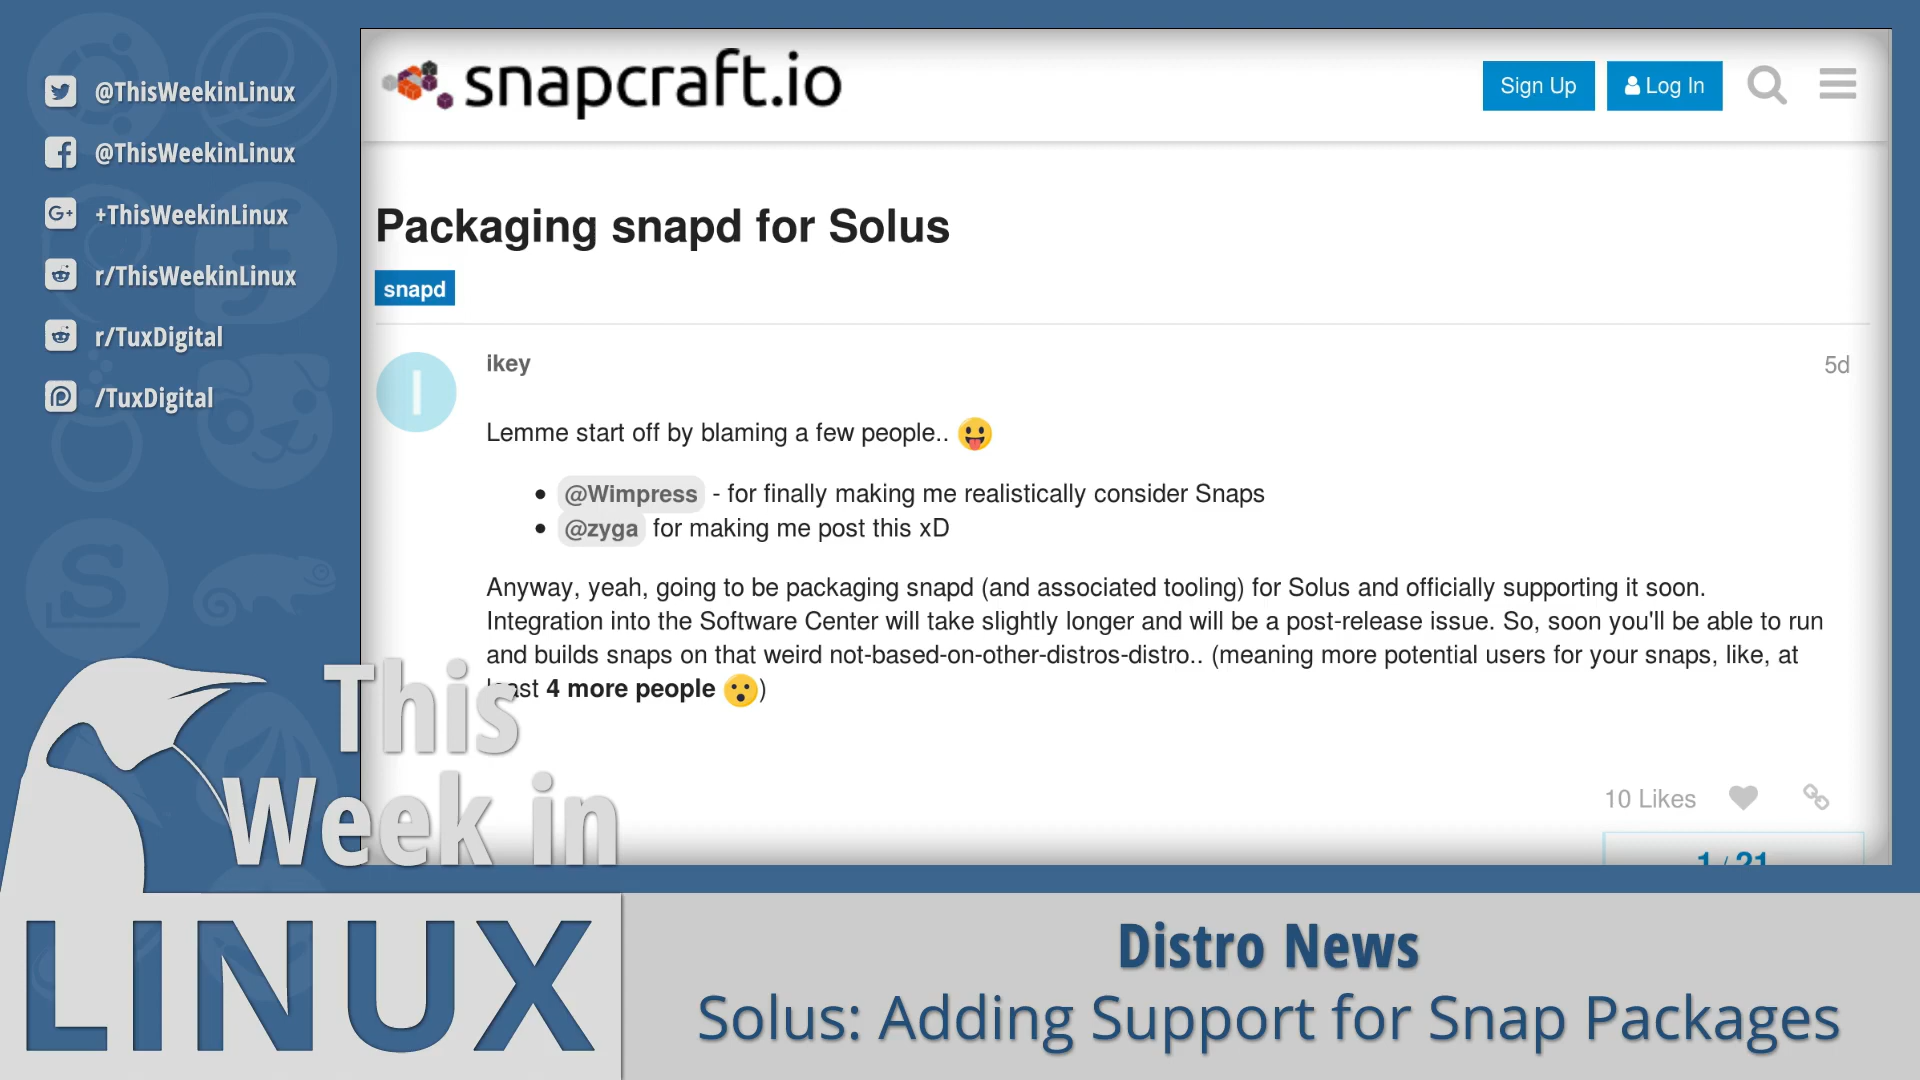 @ThisWeekinLinux
@ThisWeekinLinux
+ThisWeekinLinux
r/ThisWeekinLinux
r/TuxDigital
/TuxDigital
snapcraft.io
Sign Up
Log In
Packaging snapd for Solus
snapd
I
ikey
5d
Lemme start off by blaming a few people..
@Wimpress - for finally making me realistically consider Snaps
@zyga for making me post this xD
Anyway, yeah, going to be packaging snapd (and associated tooling) for Solus and officially supporting it soon.
Integration into the Software Center will take slightly longer and will be a post-release issue. So, soon you'll be able to run
and builds snaps on that weird not-based-on-other-distros-distro.. (meaning more potential users for your snaps, like, at
least 4 more people )
10 Likes
1 / 21
This
Week in
LINUX
Distro News
Solus: Adding Support for Snap Packages